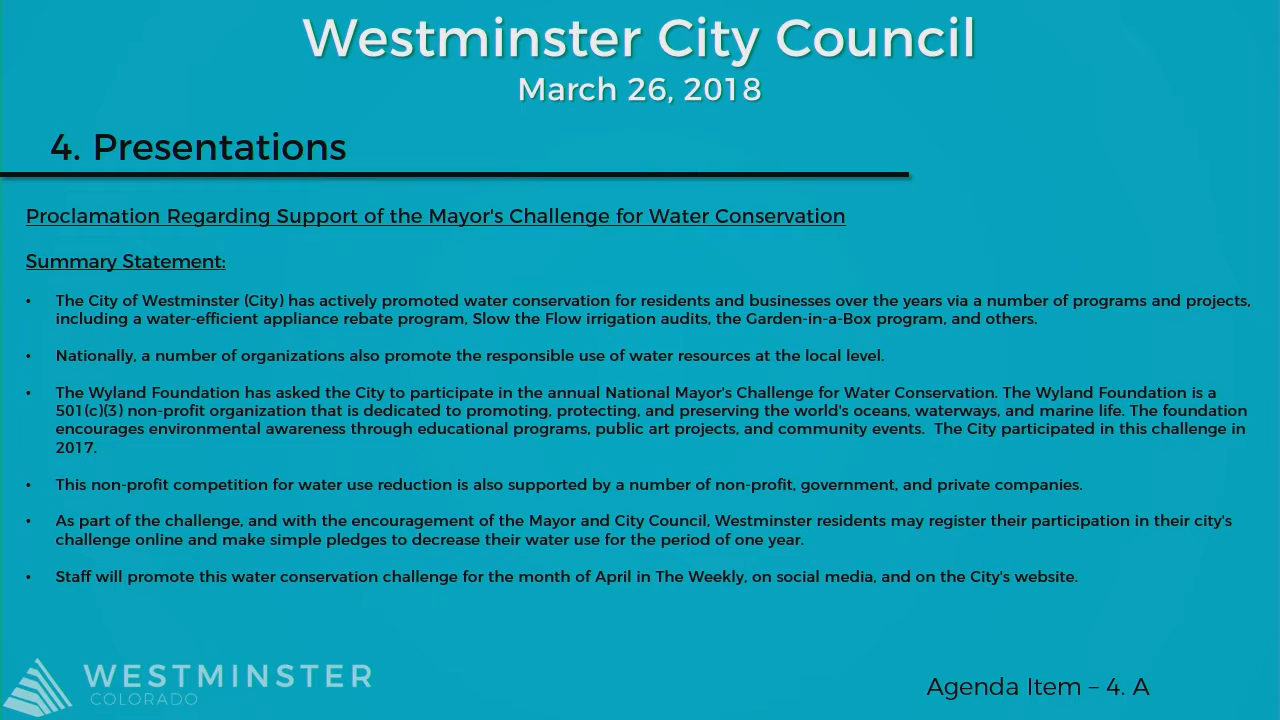 Westminster City Council
March 26, 2018
4. Presentations
Proclamation Regarding Support of the Mayor's Challenge for Water Conservation
Summary Statement:
• The City of Westminster (City) has actively promoted water conservation for residents and businesses over the years via a number of programs and projects,
including a water-efficient appliance rebate program, Slow the Flow irrigation audits, the Garden-in-a-Box program, and others.
• Nationally, a number of organizations also promote the responsible use of water resources at the local level.
• The Wyland Foundation has asked the City to participate in the annual National Mayor's Challenge for Water Conservation. The Wyland Foundation is a
501(c)(3) non-profit organization that is dedicated to promoting, protecting, and preserving the world's oceans, waterways, and marine life. The foundation
encourages environmental awareness through educational programs, public art projects, and community events.  The City participated in this challenge in
2017.
• This non-profit competition for water use reduction is also supported by a number of non-profit, government, and private companies.
• As part of the challenge, and with the encouragement of the Mayor and City Council, Westminster residents may register their participation in their city's
challenge online and make simple pledges to decrease their water use for the period of one year.
• Staff will promote this water conservation challenge for the month of April in The Weekly, on social media, and on the City's website.
WESTMINSTER
COLORADO
Agenda Item – 4. A